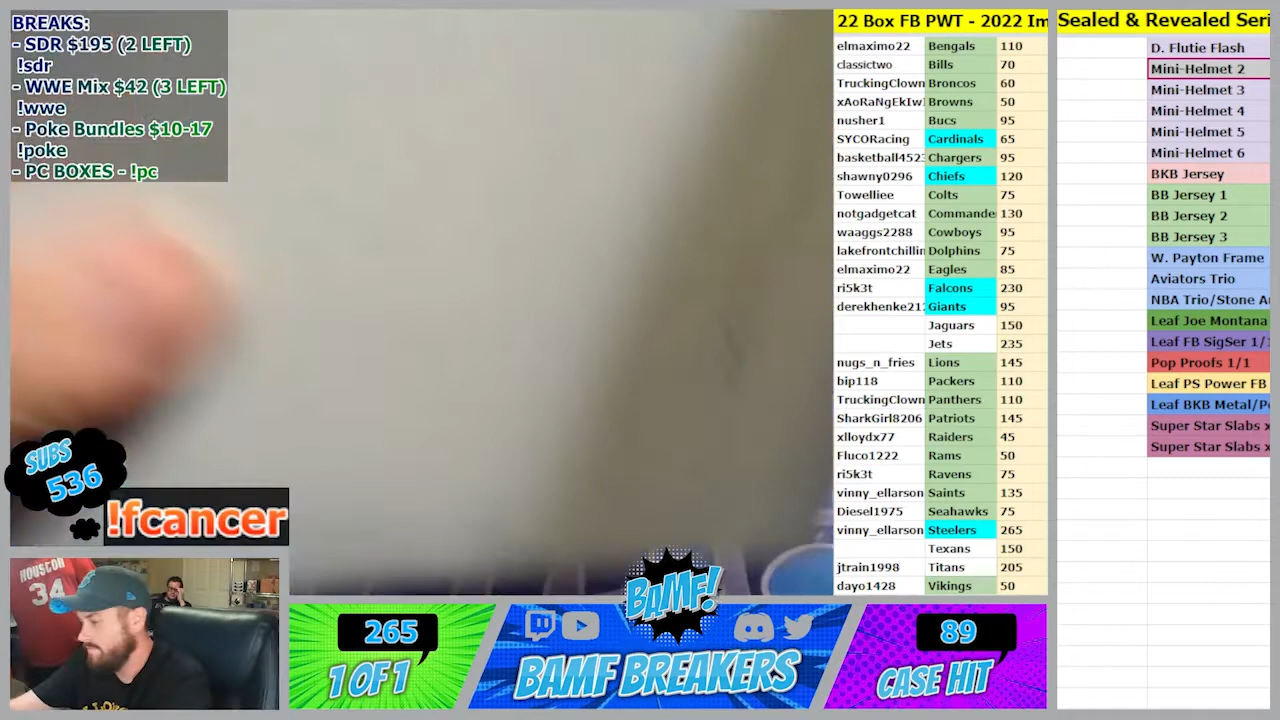 BREAKS:
- SDR $195 (2 LEFT)
!sdr
- WWE Mix $42 (3 LEFT)
!wwe
- Poke Bundles $10-17
!poke
- PC BOXES - !pc
SUBS
536
!fcancer
HOUSTON
34
22 Box FB PWT - 2022 Im
elmaximo22 Bengals 110
classictwo Bills 70
TruckingClown Broncos 60
xAoRaNgEkIw Browns 50
nusher1 Bucs 95
SYCORacing Cardinals 65
basketball452 Chargers 95
shawny0296 Chiefs 120
Towelliee Colts 75
notgadgetcat Commande 130
waaggs2288 Cowboys 95
lakefrontchillin Dolphins 75
elmaximo22 Eagles 85
ri5k3t Falcons 230
derekhenke21 Giants 95
Jaguars 150
Jets 235
nugs_n_fries Lions 145
bip118 Packers 110
TruckingClown Panthers 110
SharkGirl8206 Patriots 145
xlloydx77 Raiders 45
Fluco1222 Rams 50
ri5k3t Ravens 75
vinny_ellarson Saints 135
Diesel1975 Seahawks 75
vinny_ellarson Steelers 265
Texans 150
jtrain1998 Titans 205
dayo1428 Vikings 50
Sealed & Revealed Seri
D. Flutie Flash
Mini-Helmet 2
Mini-Helmet 3
Mini-Helmet 4
Mini-Helmet 5
Mini-Helmet 6
BKB Jersey
BB Jersey 1
BB Jersey 2
BB Jersey 3
W. Payton Frame
Aviators Trio
NBA Trio/Stone A
Leaf Joe Montana
Leaf FB SigSer 1/
Pop Proofs 1/1
Leaf PS Power FB
Leaf BKB Metal/P
Super Star Slabs x
Super Star Slabs x
265
1 OF 1
BAMF!
BAMF BREAKERS
89
CASE HIT